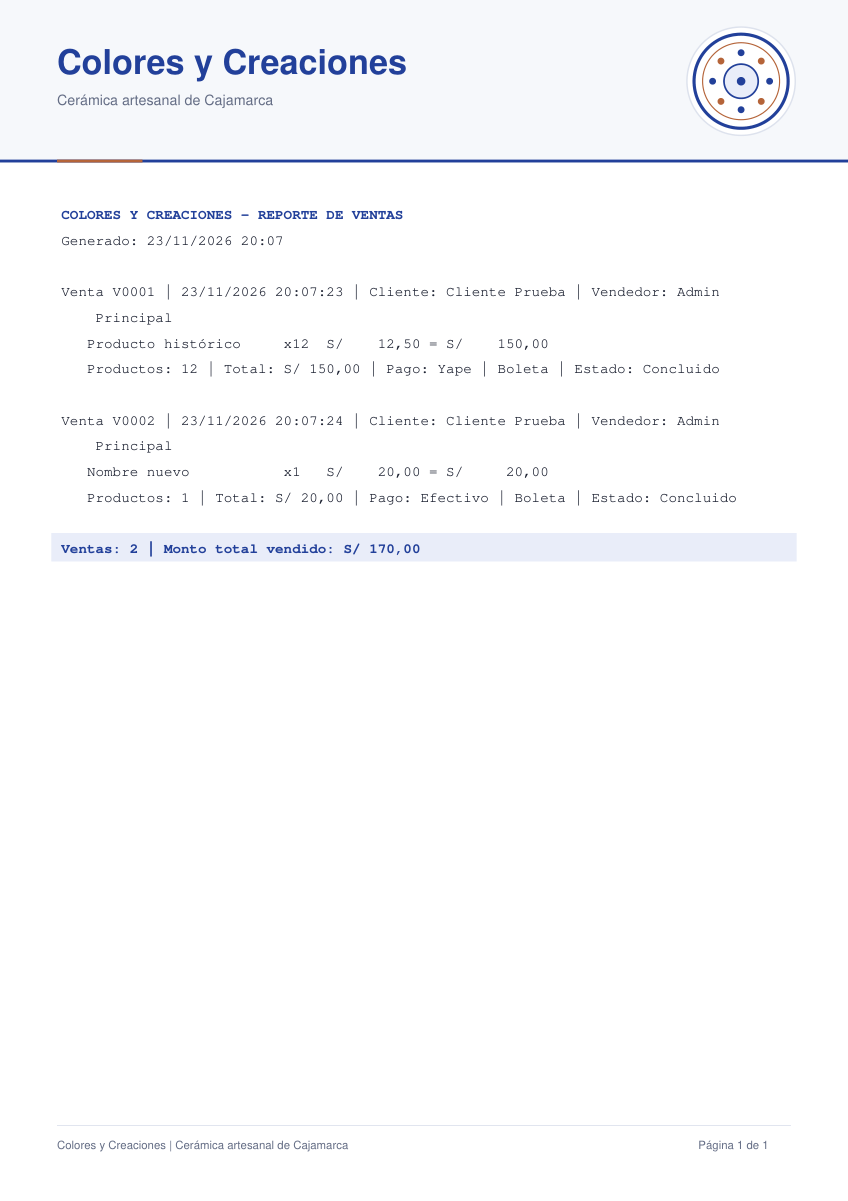 Colores y Creaciones
Cerámica artesanal de Cajamarca
COLORES Y CREACIONES – REPORTE DE VENTAS
Generado: 23/11/2026 20:07
Venta V0001 │ 23/11/2026 20:07:23 │ Cliente: Cliente Prueba │ Vendedor: Admin
Principal
Producto histórico     x12  S/    12,50 = S/    150,00
Productos: 12 │ Total: S/ 150,00 │ Pago: Yape │ Boleta │ Estado: Concluido
Venta V0002 │ 23/11/2026 20:07:24 │ Cliente: Cliente Prueba │ Vendedor: Admin
Principal
Nombre nuevo           x1   S/    20,00 = S/     20,00
Productos: 1 │ Total: S/ 20,00 │ Pago: Efectivo │ Boleta │ Estado: Concluido
Ventas: 2 │ Monto total vendido: S/ 170,00
Colores y Creaciones | Cerámica artesanal de Cajamarca
Página 1 de 1